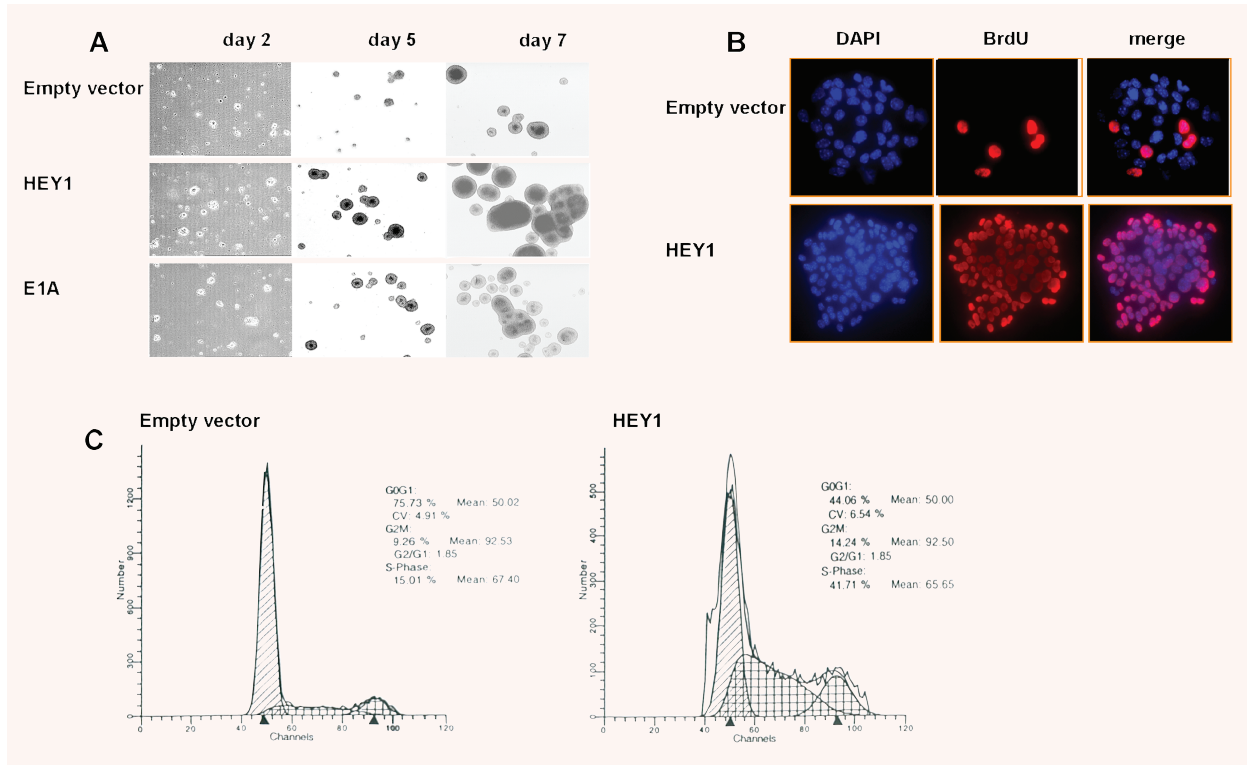 A
day 2
day 5
day 7
Empty vector
HEY1
E1A
B
DAPI
BrdU
merge
Empty vector
HEY1
C
Empty vector
G0G1:
75.73 % Mean: 50.02
CV: 4.91 %
G2M:
9.26 % Mean: 92.53
G2/G1: 1.85
S-Phase:
15.01 % Mean: 67.40
Number
0
300
600
900
1200
0
20
40
60
80
100
120
Channels
HEY1
G0G1:
44.06 % Mean: 50.00
CV: 6.54 %
G2M:
14.24 % Mean: 92.50
G2/G1: 1.85
S-Phase:
41.71 % Mean: 65.65
Number
0
100
200
300
400
500
0
20
40
60
80
100
120
Channels